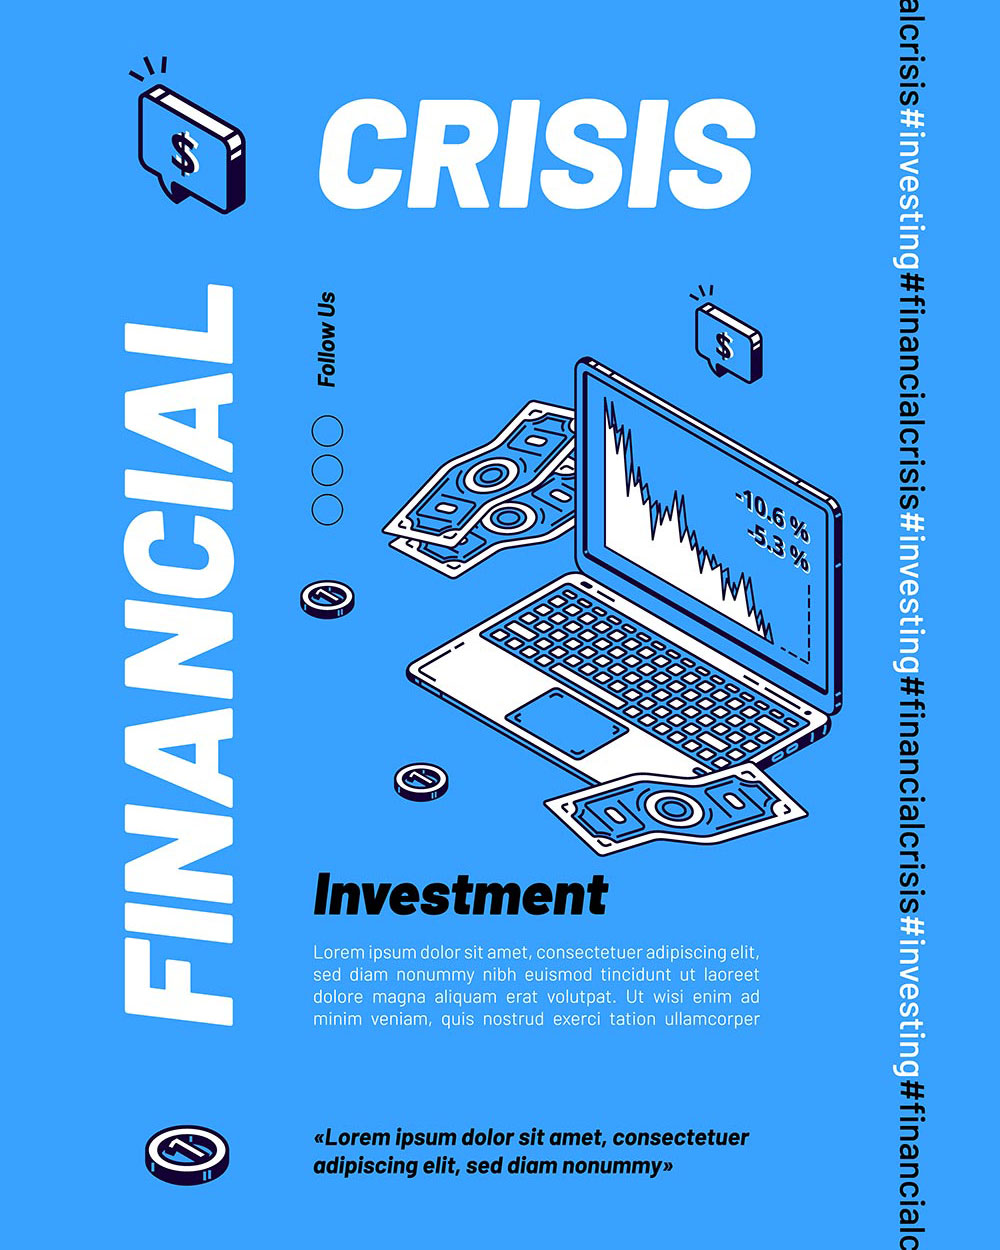 $
CRISIS
FINANCIAL
Follow Us
$
-10.6 %
-5.3 %
1
1
Investment
Lorem ipsum dolor sit amet, consectetuer adipiscing elit,
sed diam nonummy nibh euismod tincidunt ut laoreet
dolore magna aliquam erat volutpat. Ut wisi enim ad
minim veniam, quis nostrud exerci tation ullamcorper
1
«Lorem ipsum dolor sit amet, consectetuer
adipiscing elit, sed diam nonummy»
alcrisis#investing#financialcrisis#investing#financialcrisis#investing#financialc